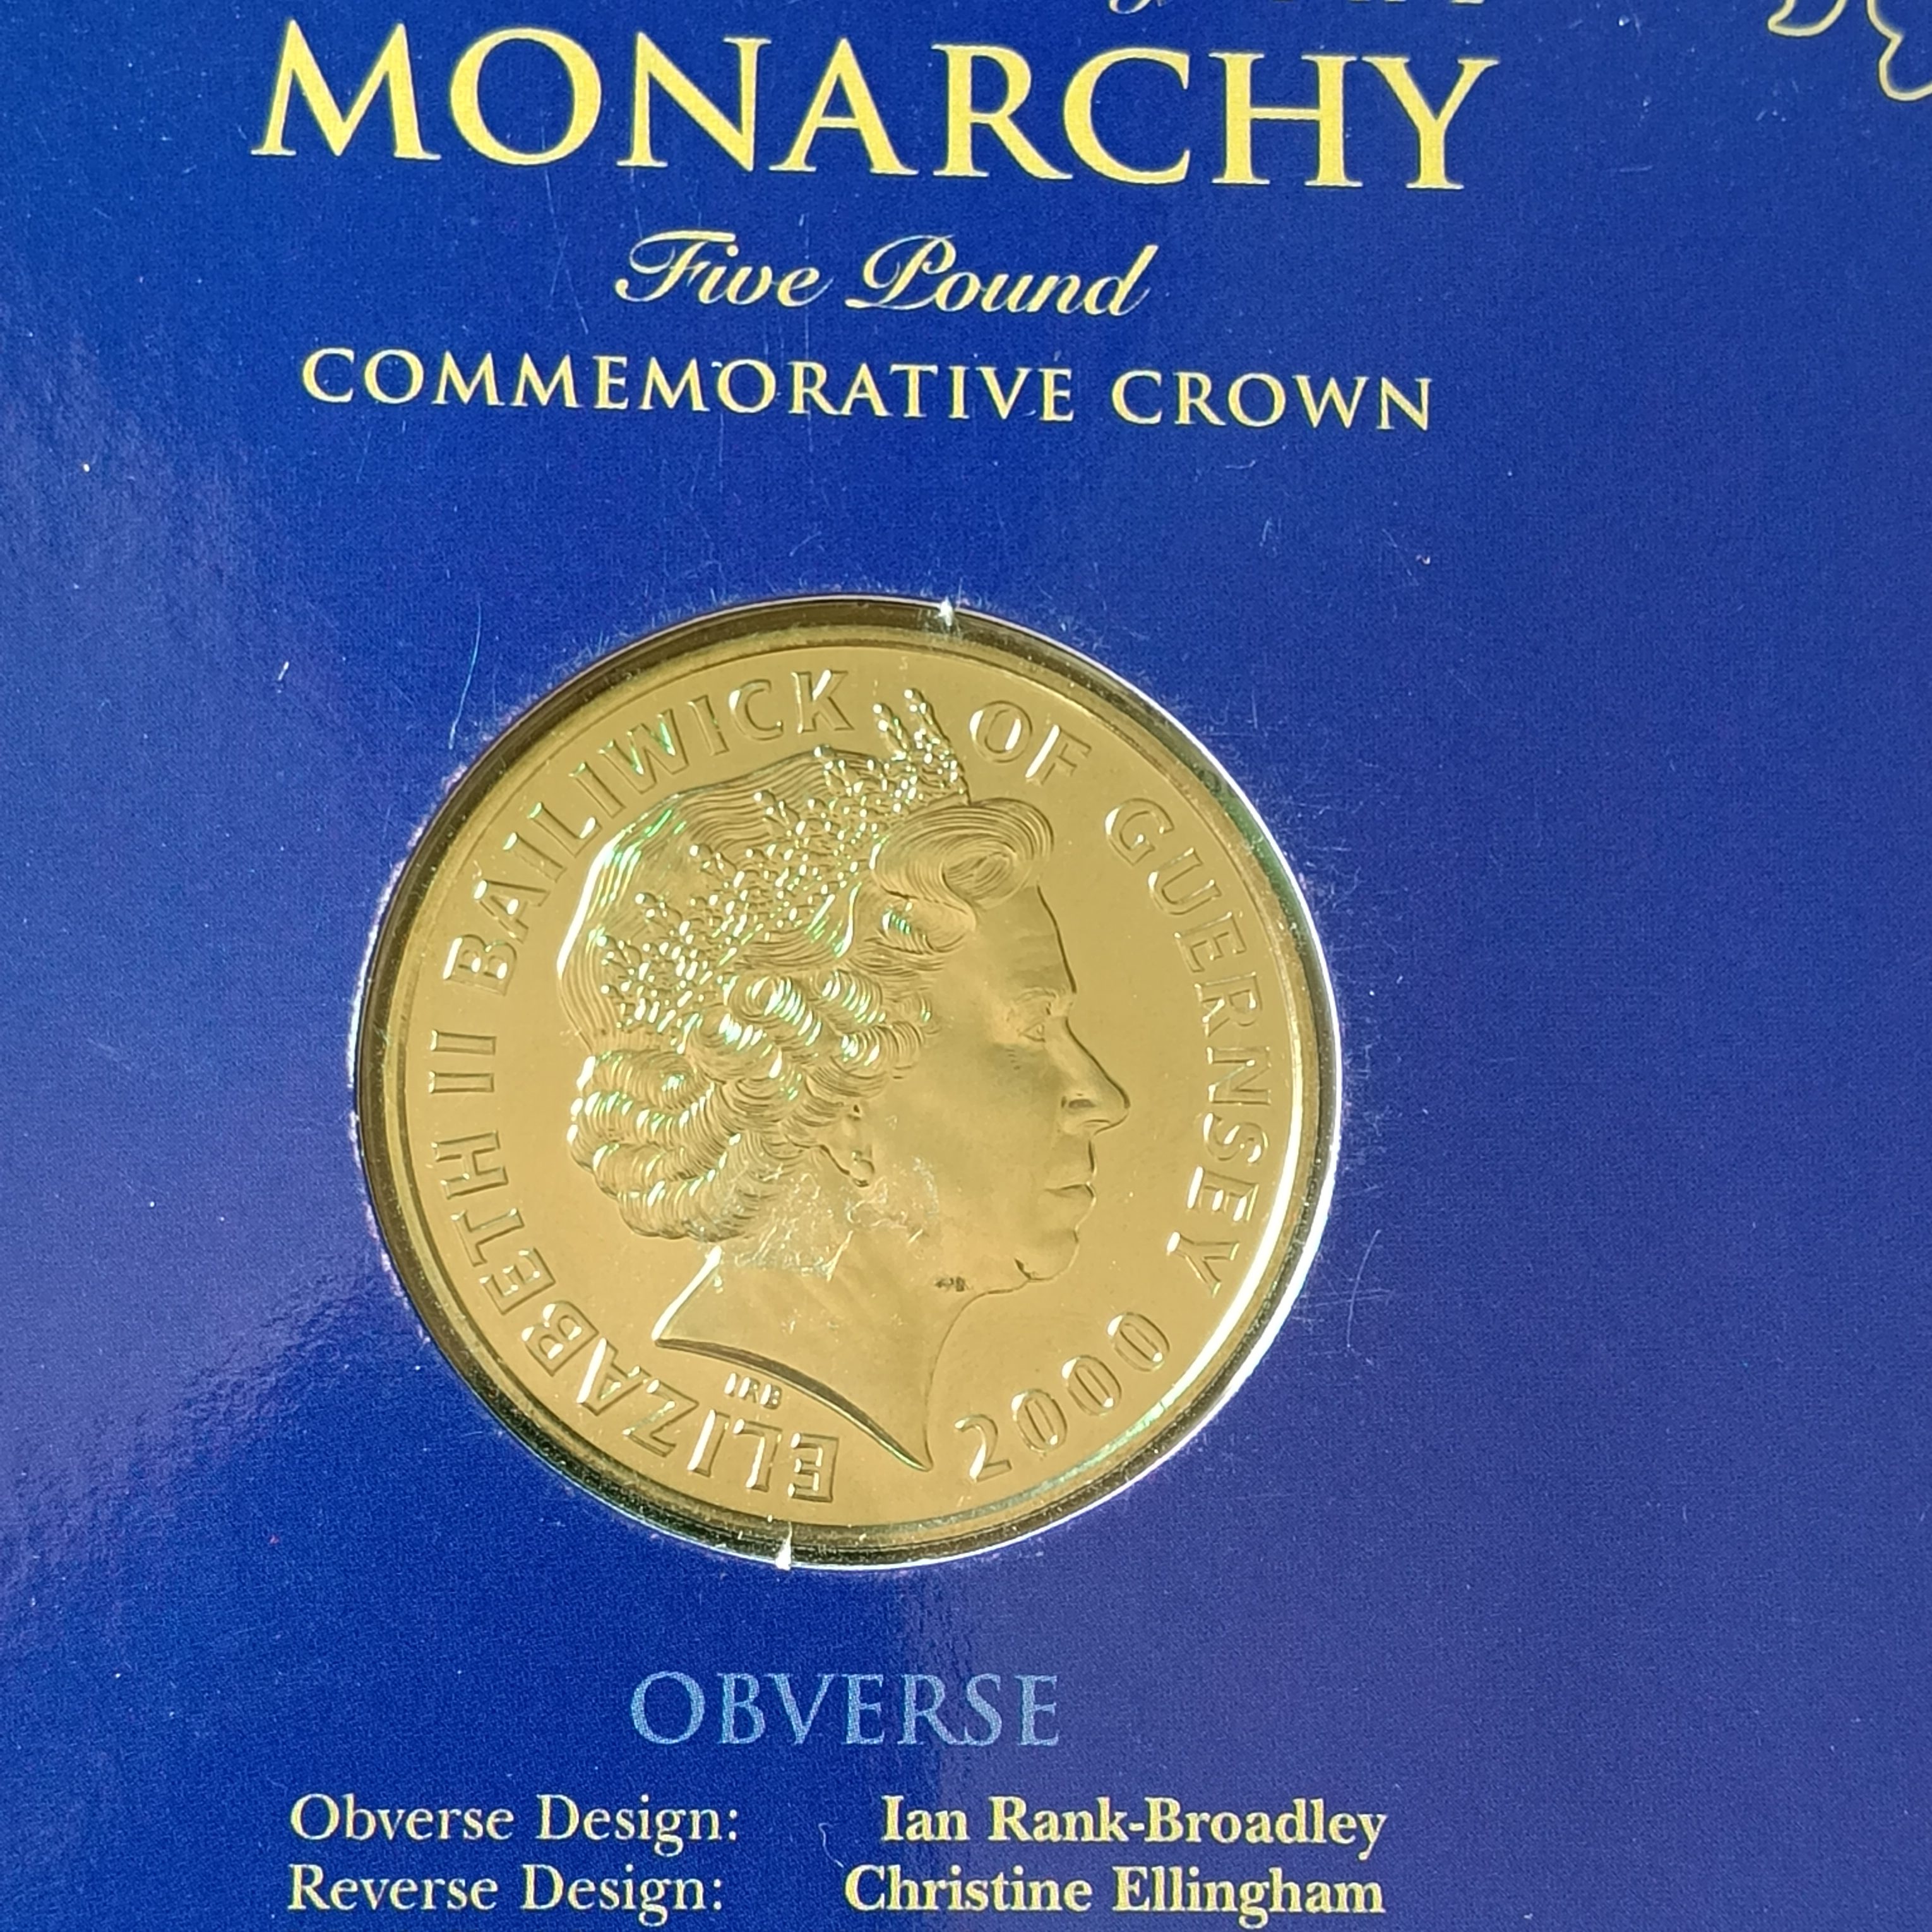 MONARCHY
Five Pound
COMMEMORATIVE CROWN
ELIZABETH II BAILIWICK OF GUERNSEY 2000
IRB
OBVERSE
Obverse Design: Ian Rank-Broadley
Reverse Design: Christine Ellingham